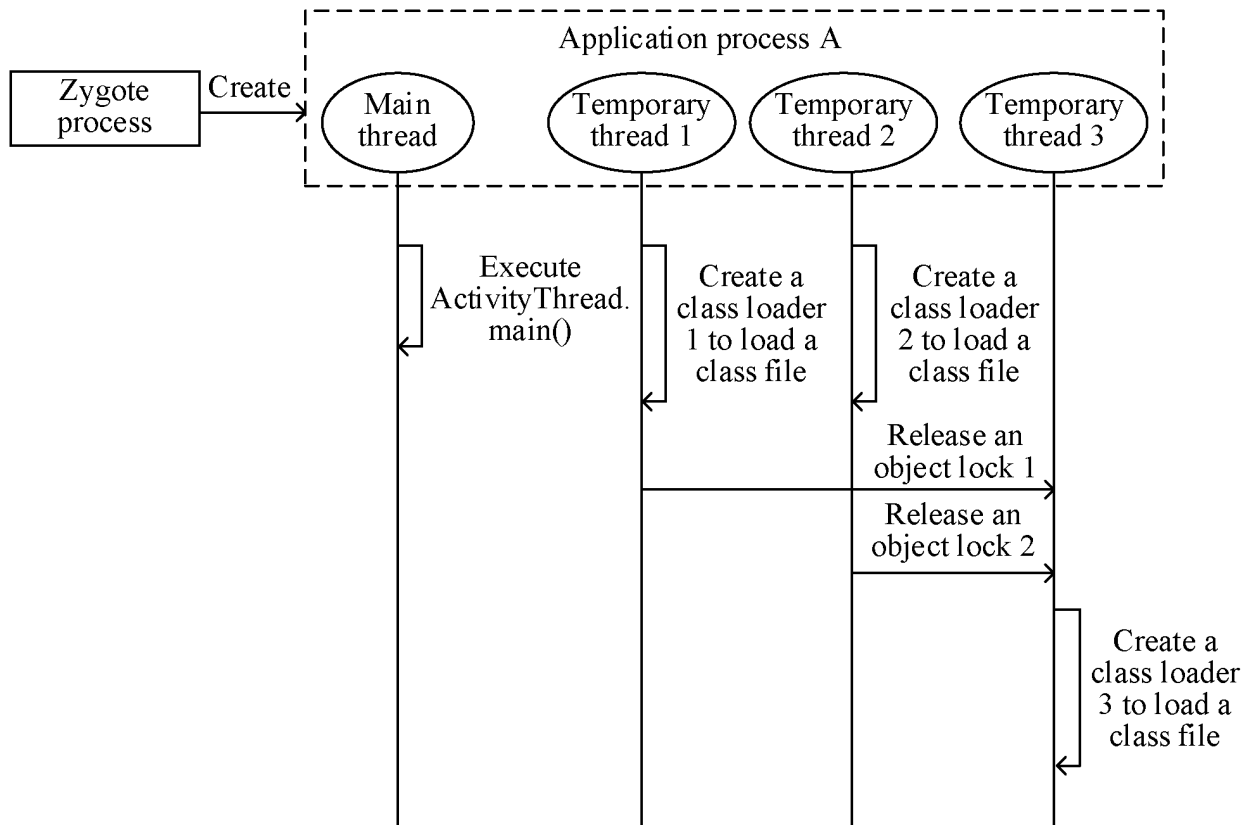 Application process A
Zygote
process
Create
Main
thread
Temporary
thread 1
Temporary
thread 2
Temporary
thread 3
Execute
ActivityThread.
main()
Create a
class loader
1 to load a
class file
Create a
class loader
2 to load a
class file
Release an
object lock 1
Release an
object lock 2
Create a
class loader
3 to load a
class file